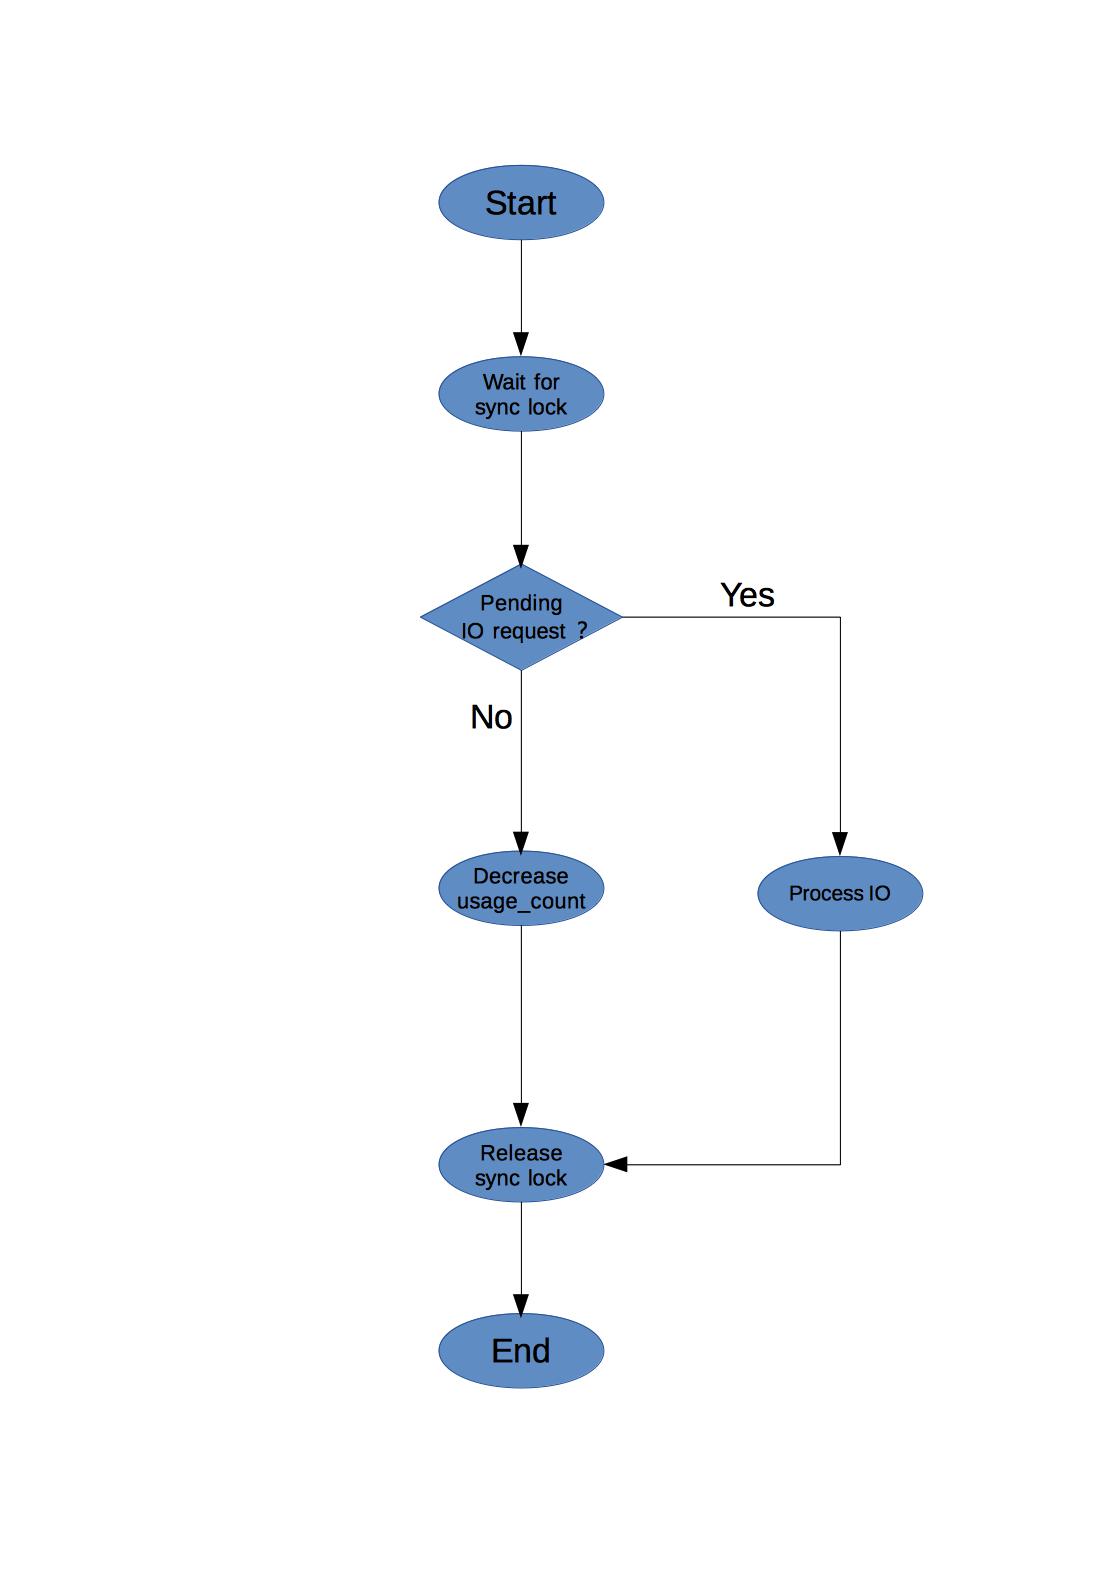 Start
Wait for
sync lock
Pending
IO request ?
Yes
No
Decrease
usage_count
Process IO
Release
sync lock
End